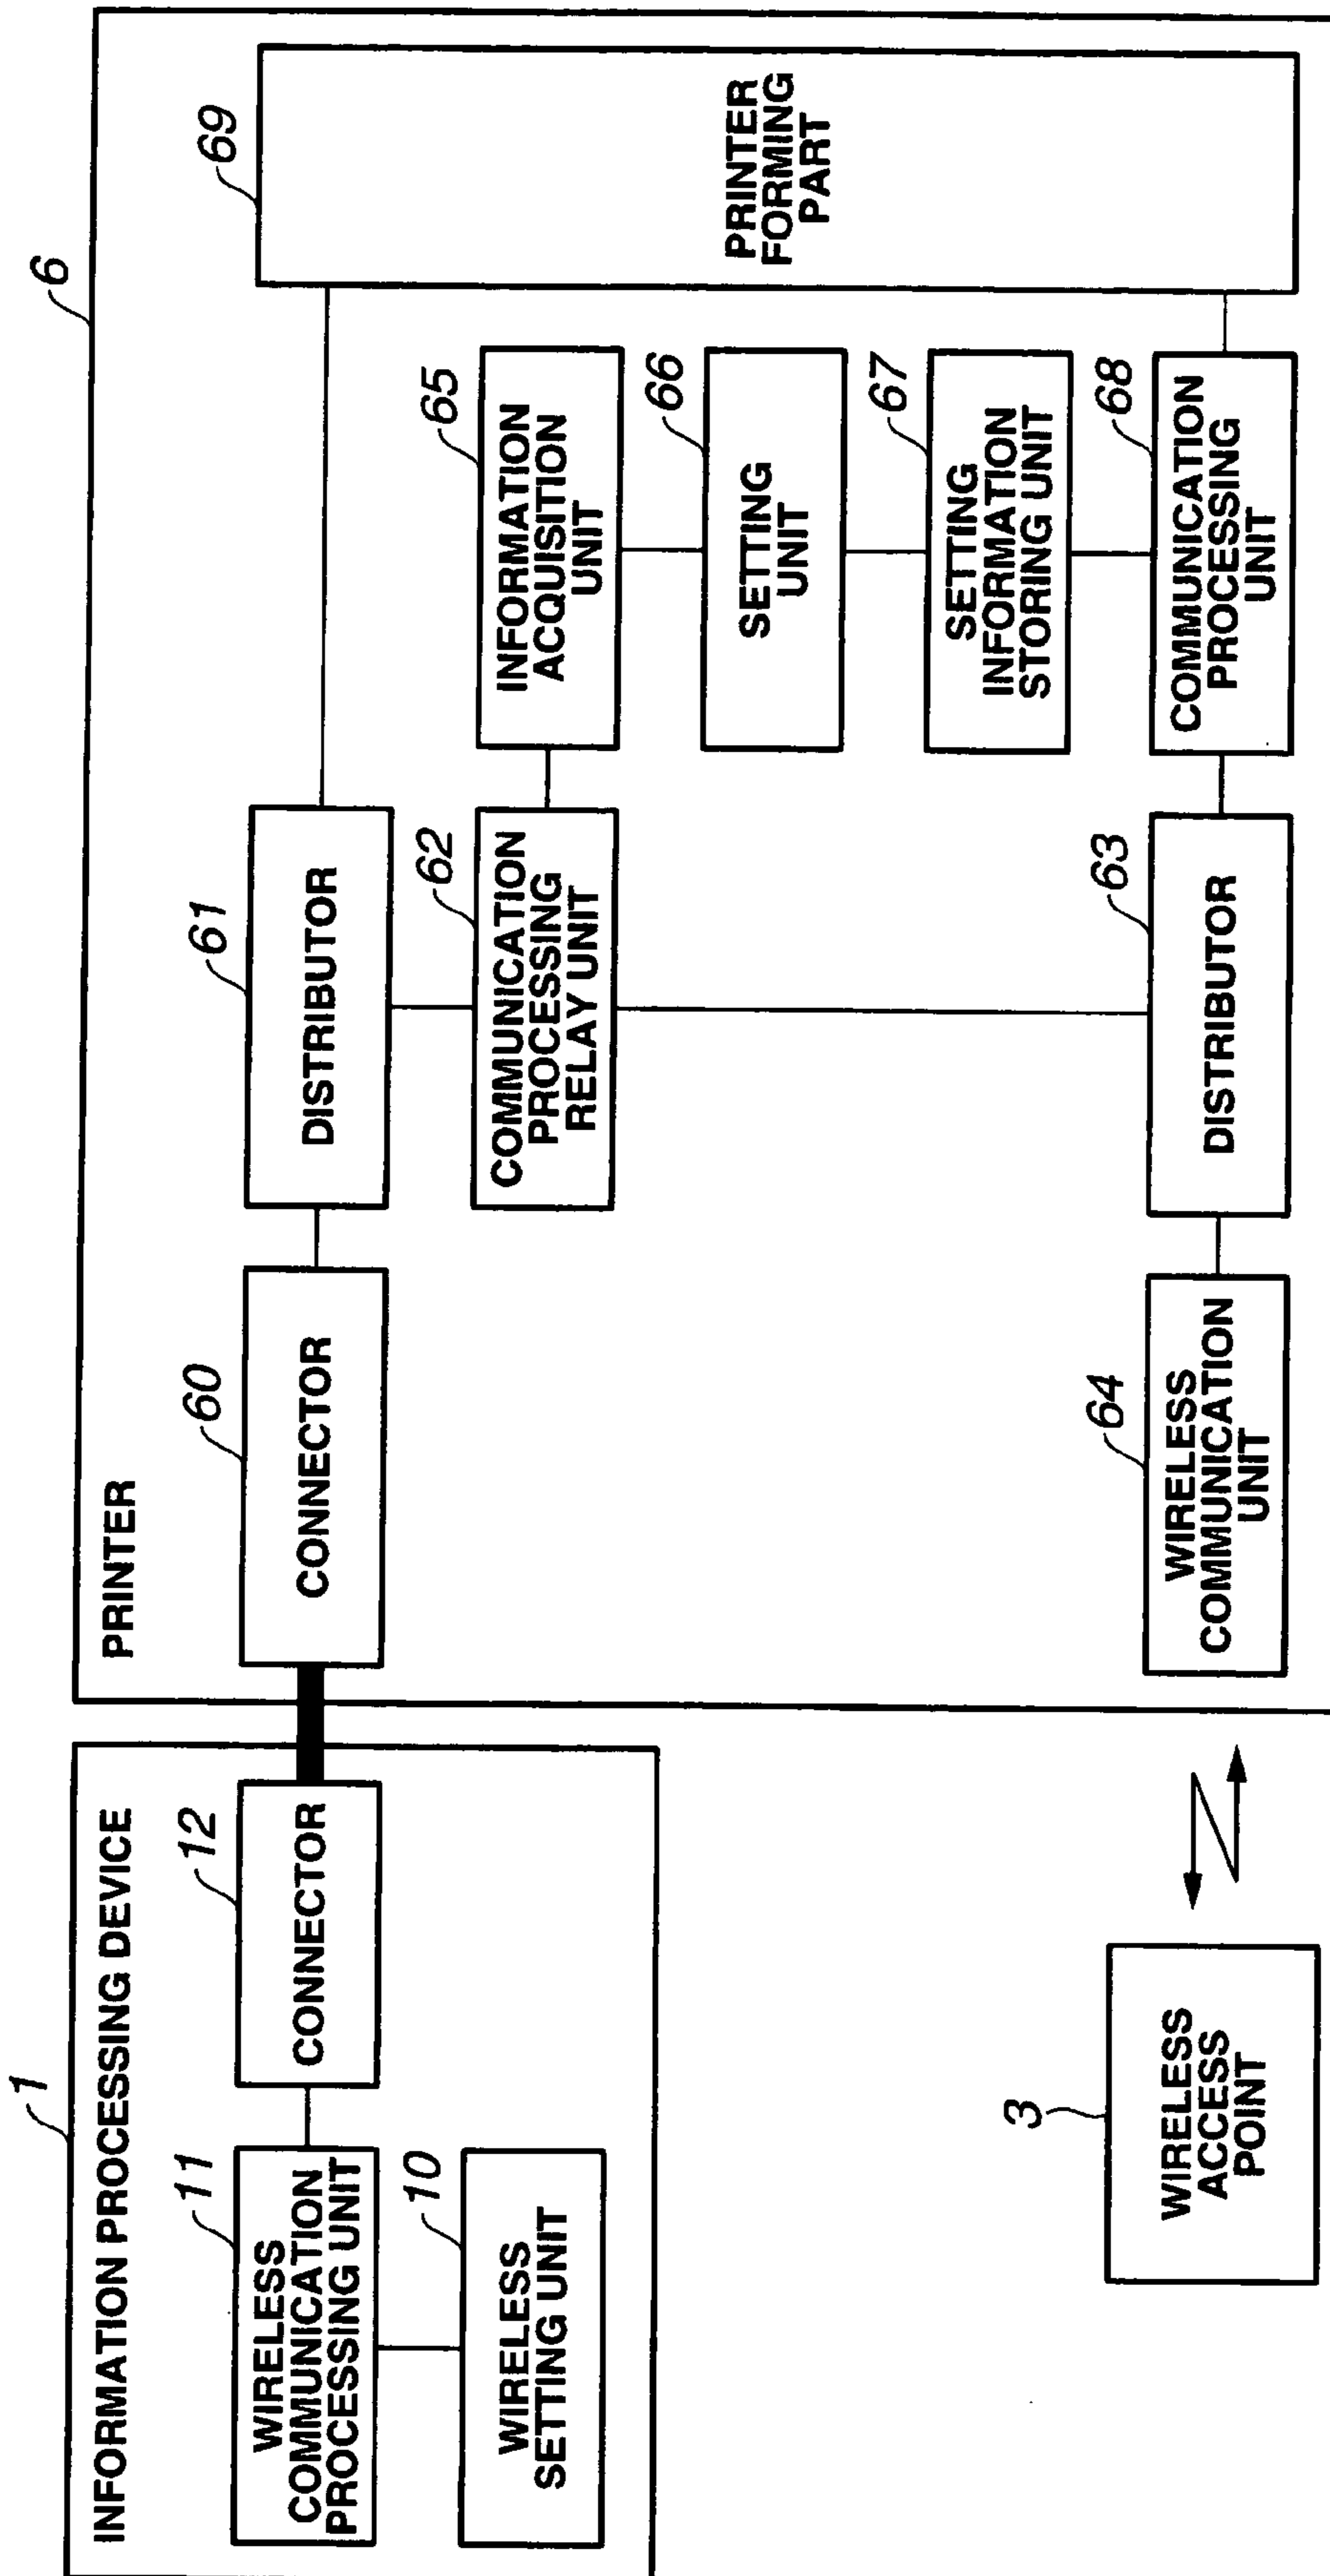 1
INFORMATION PROCESSING DEVICE
11
WIRELESS
COMMUNICATION
PROCESSING UNIT
12
CONNECTOR
10
WIRELESS
SETTING UNIT
3
WIRELESS
ACCESS
POINT
6
PRINTER
60
CONNECTOR
61
DISTRIBUTOR
62
COMMUNICATION
PROCESSING
RELAY UNIT
65
INFORMATION
ACQUISITION
UNIT
66
SETTING
UNIT
67
SETTING
INFORMATION
STORING UNIT
64
WIRELESS
COMMUNICATION
UNIT
63
DISTRIBUTOR
68
COMMUNICATION
PROCESSING
UNIT
69
PRINTER
FORMING
PART